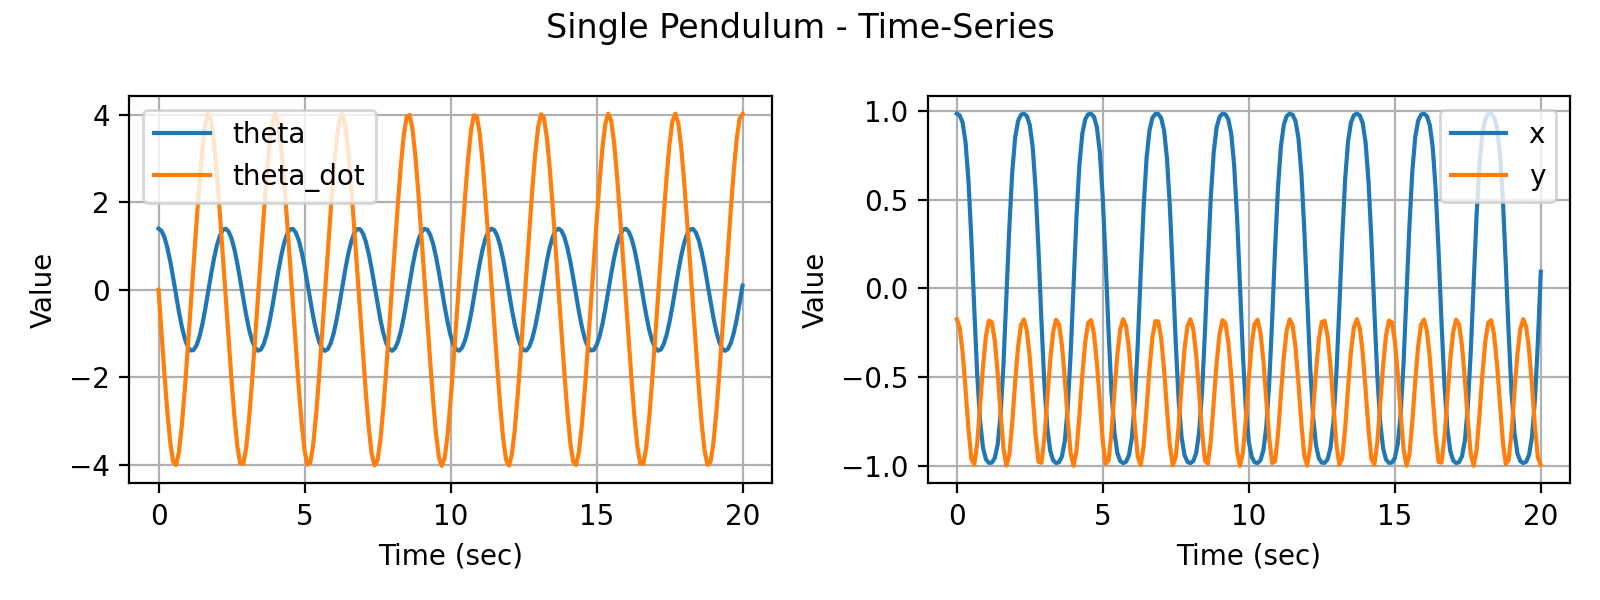 Single Pendulum - Time-Series
theta
theta_dot
Value
4
2
0
−2
−4
0
5
10
15
20
Time (sec)
x
y
Value
1.0
0.5
0.0
−0.5
−1.0
0
5
10
15
20
Time (sec)